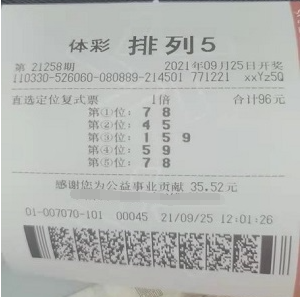 体彩 排列5
第 21258期 2021年09月25日开奖
110330-526060-080889-214501 771221 xxYz5Q
直选定位复式票 1倍 合计96元
第①位: 7 8
第②位: 4 5
第③位: 1 5 9
第④位: 5 9
第⑤位: 7 8
感谢您为公益事业贡献 35.52元
01-007070-101 00045 21/09/25 12:01:26